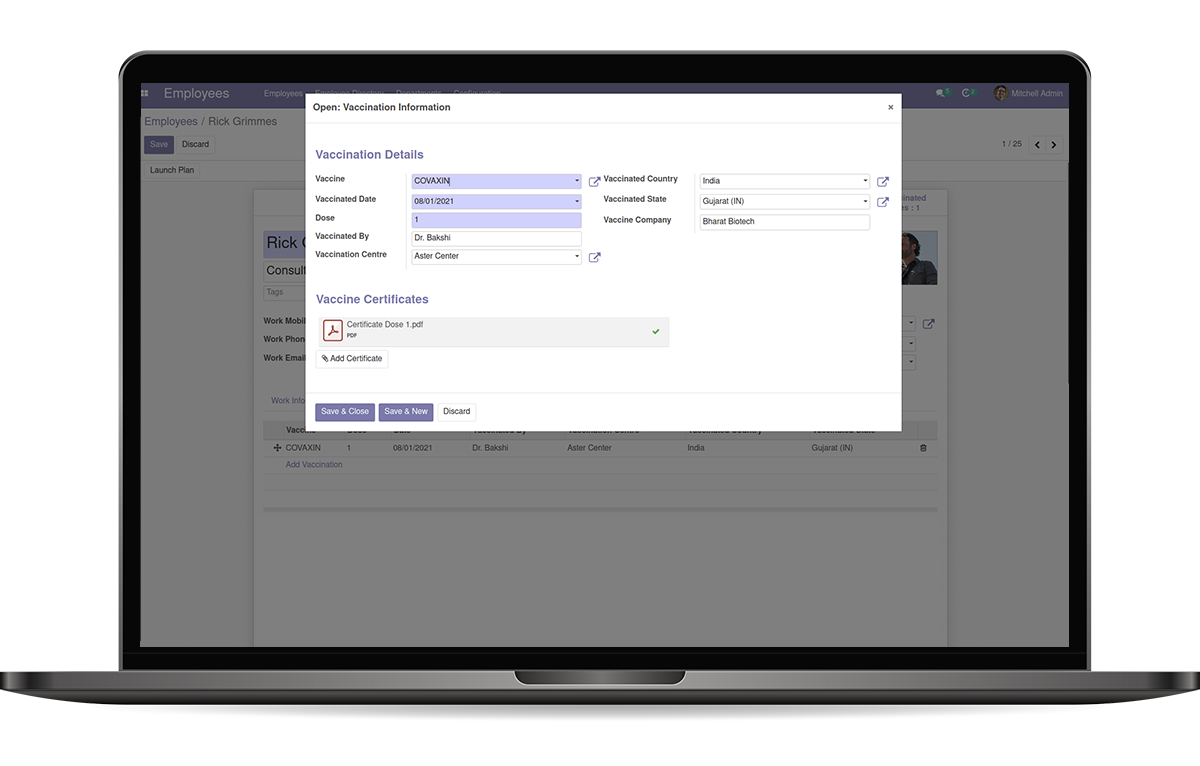 Employees Employees Employee Directory Departments Configuration Mitchell Admin
Employees / Rick Grimmes
Save Discard
1 / 25
Launch Plan
Open: Vaccination Information ×
Vaccination Details
Vaccine COVAXIN Vaccinated Country India
Vaccinated Date 08/01/2021 Vaccinated State Gujarat (IN)
Dose 1 Vaccine Company Bharat Biotech
Vaccinated By Dr. Bakshi
Vaccination Centre Aster Center
Vaccine Certificates
Certificate Dose 1.pdf
PDF
Add Certificate
Save & Close Save & New Discard
Rick
Tags
Work Mobil
Work Phon
Work Email
Work Info
Dose Date Vaccinated By Aster Centre Vaccinated Country Vaccinated State
COVAXIN 1 08/01/2021 Dr. Bakshi Aster Center India Gujarat (IN)
Add Vaccination